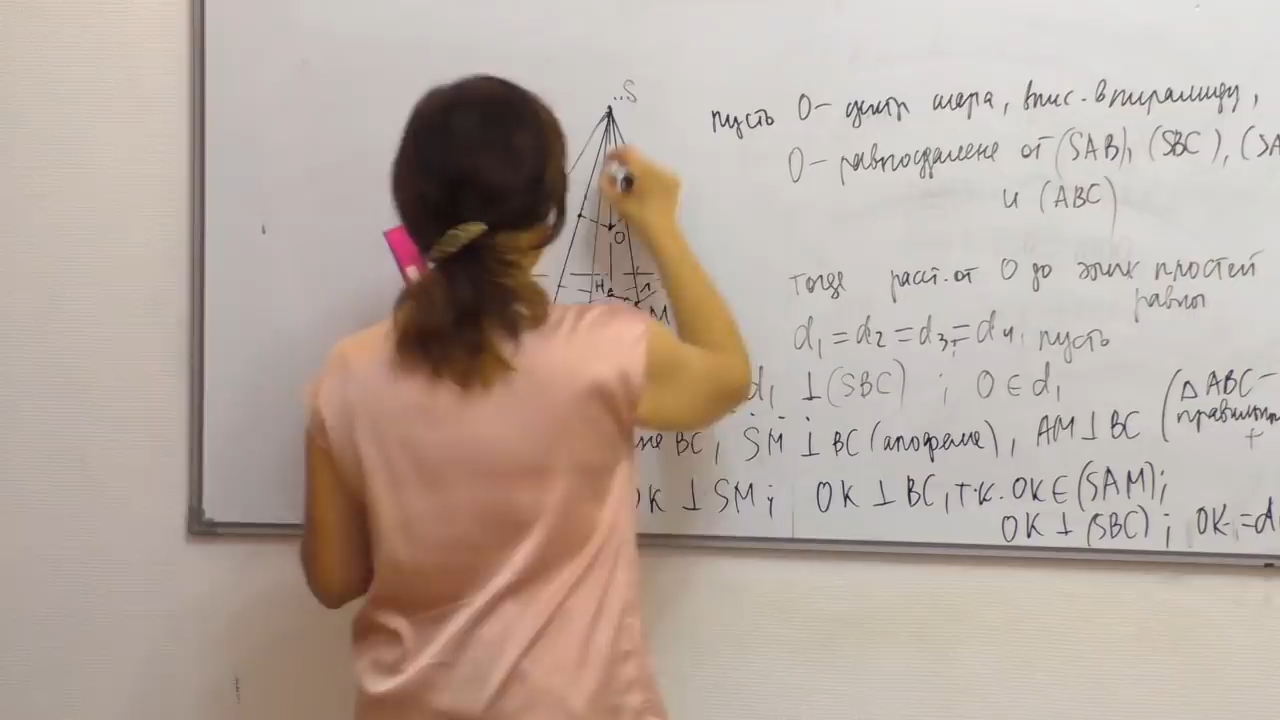 S
O
H
M
пусть O – центр шара, впис. в пирамиду,
O – равноудалена от (SAB), (SBC), (SA
и (ABC)
тогда расст. от O до этих простей
равны
d₁ = d₂ = d₃ = d₄, пусть
d₁ ⊥ (SBC) ; O ∈ d₁
BC, SM ⊥ BC (апофема), AM ⊥ BC (△ABC –
правильн
+
OK ⊥ SM; OK ⊥ BC, т.к. OK ∈ (SAM);
OK ⊥ (SBC) ; OK = d